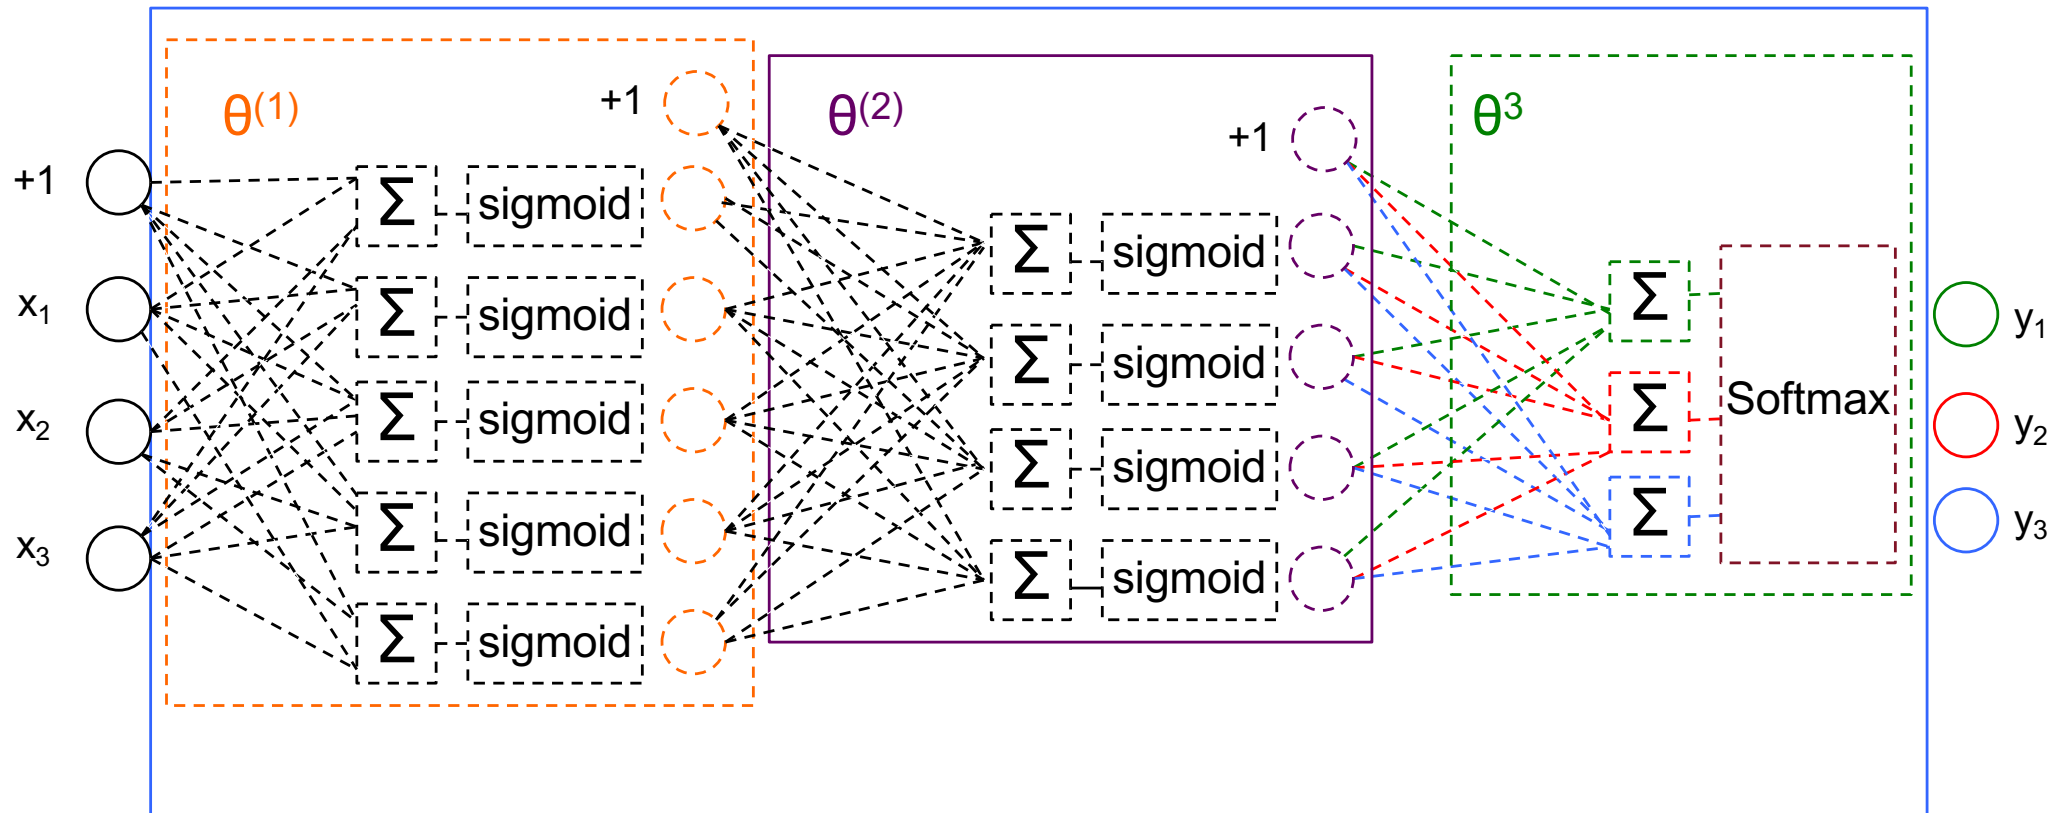 θ(1)
+1
θ(2)
+1
θ3
+1
x1
x2
x3
Σ sigmoid
Σ sigmoid
Σ sigmoid
Σ sigmoid
Σ sigmoid
Σ sigmoid
Σ sigmoid
Σ sigmoid
Σ sigmoid
Σ
Σ
Σ
Softmax
y1
y2
y3